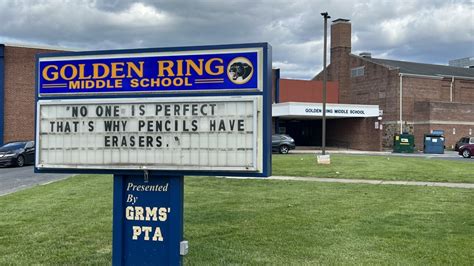 GOLDEN RING
MIDDLE SCHOOL
"NO ONE IS PERFECT
THAT'S WHY PENCILS HAVE
ERASERS."
Presented
By
GRMS'
PTA
GOLDEN RING MIDDLE SCHOOL